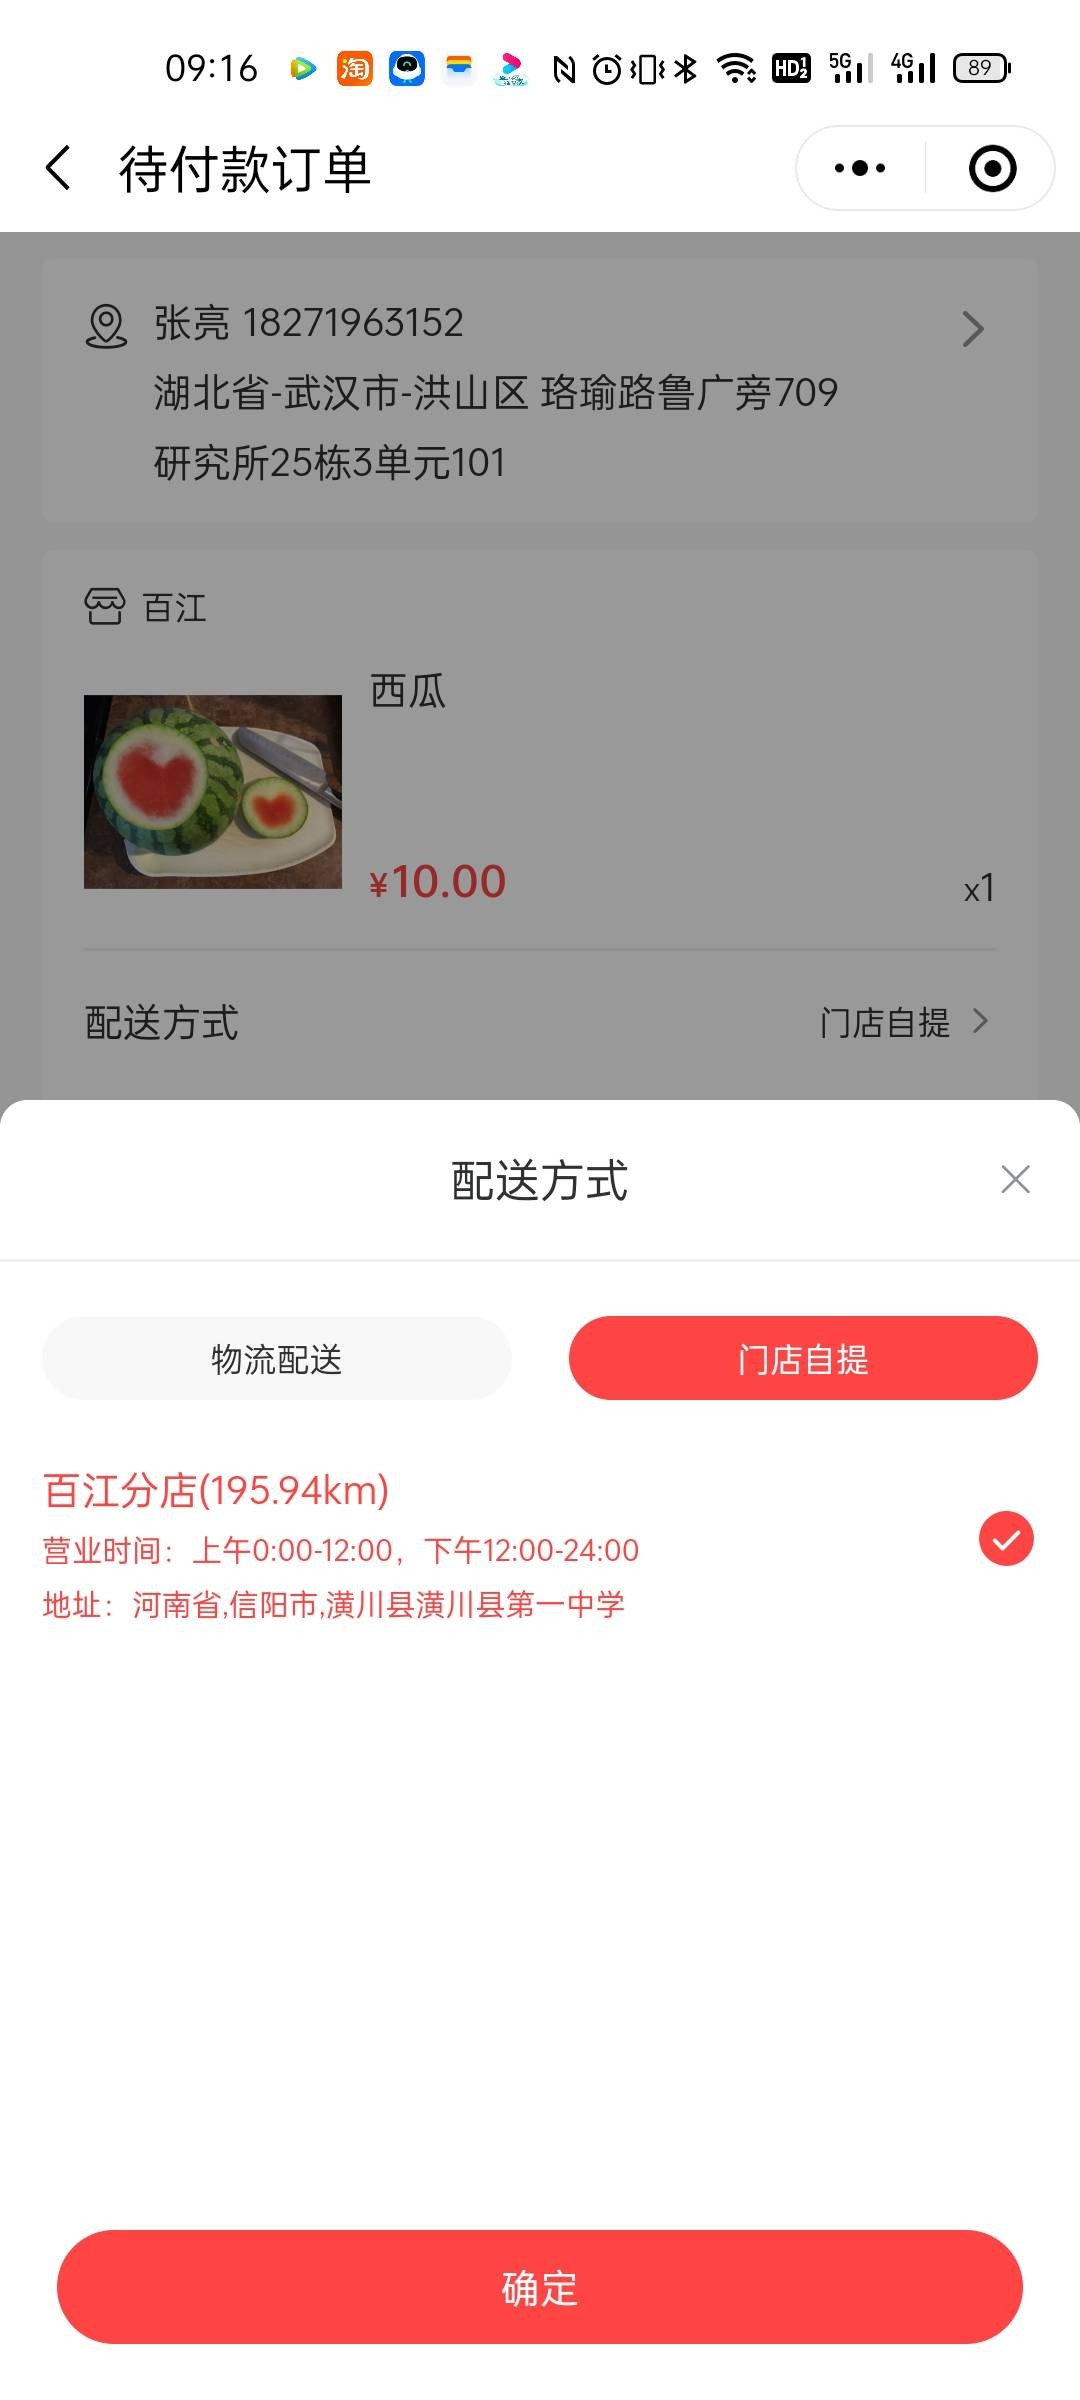 09:16
淘
HD 1 2
5G
4G
89
待付款订单
张亮 18271963152
湖北省-武汉市-洪山区 珞瑜路鲁广旁709
研究所25栋3单元101
百江
西瓜
¥10.00
x1
配送方式
门店自提
配送方式
物流配送
门店自提
百江分店(195.94km)
营业时间：上午0:00-12:00，下午12:00-24:00
地址：河南省,信阳市,潢川县潢川县第一中学
确定